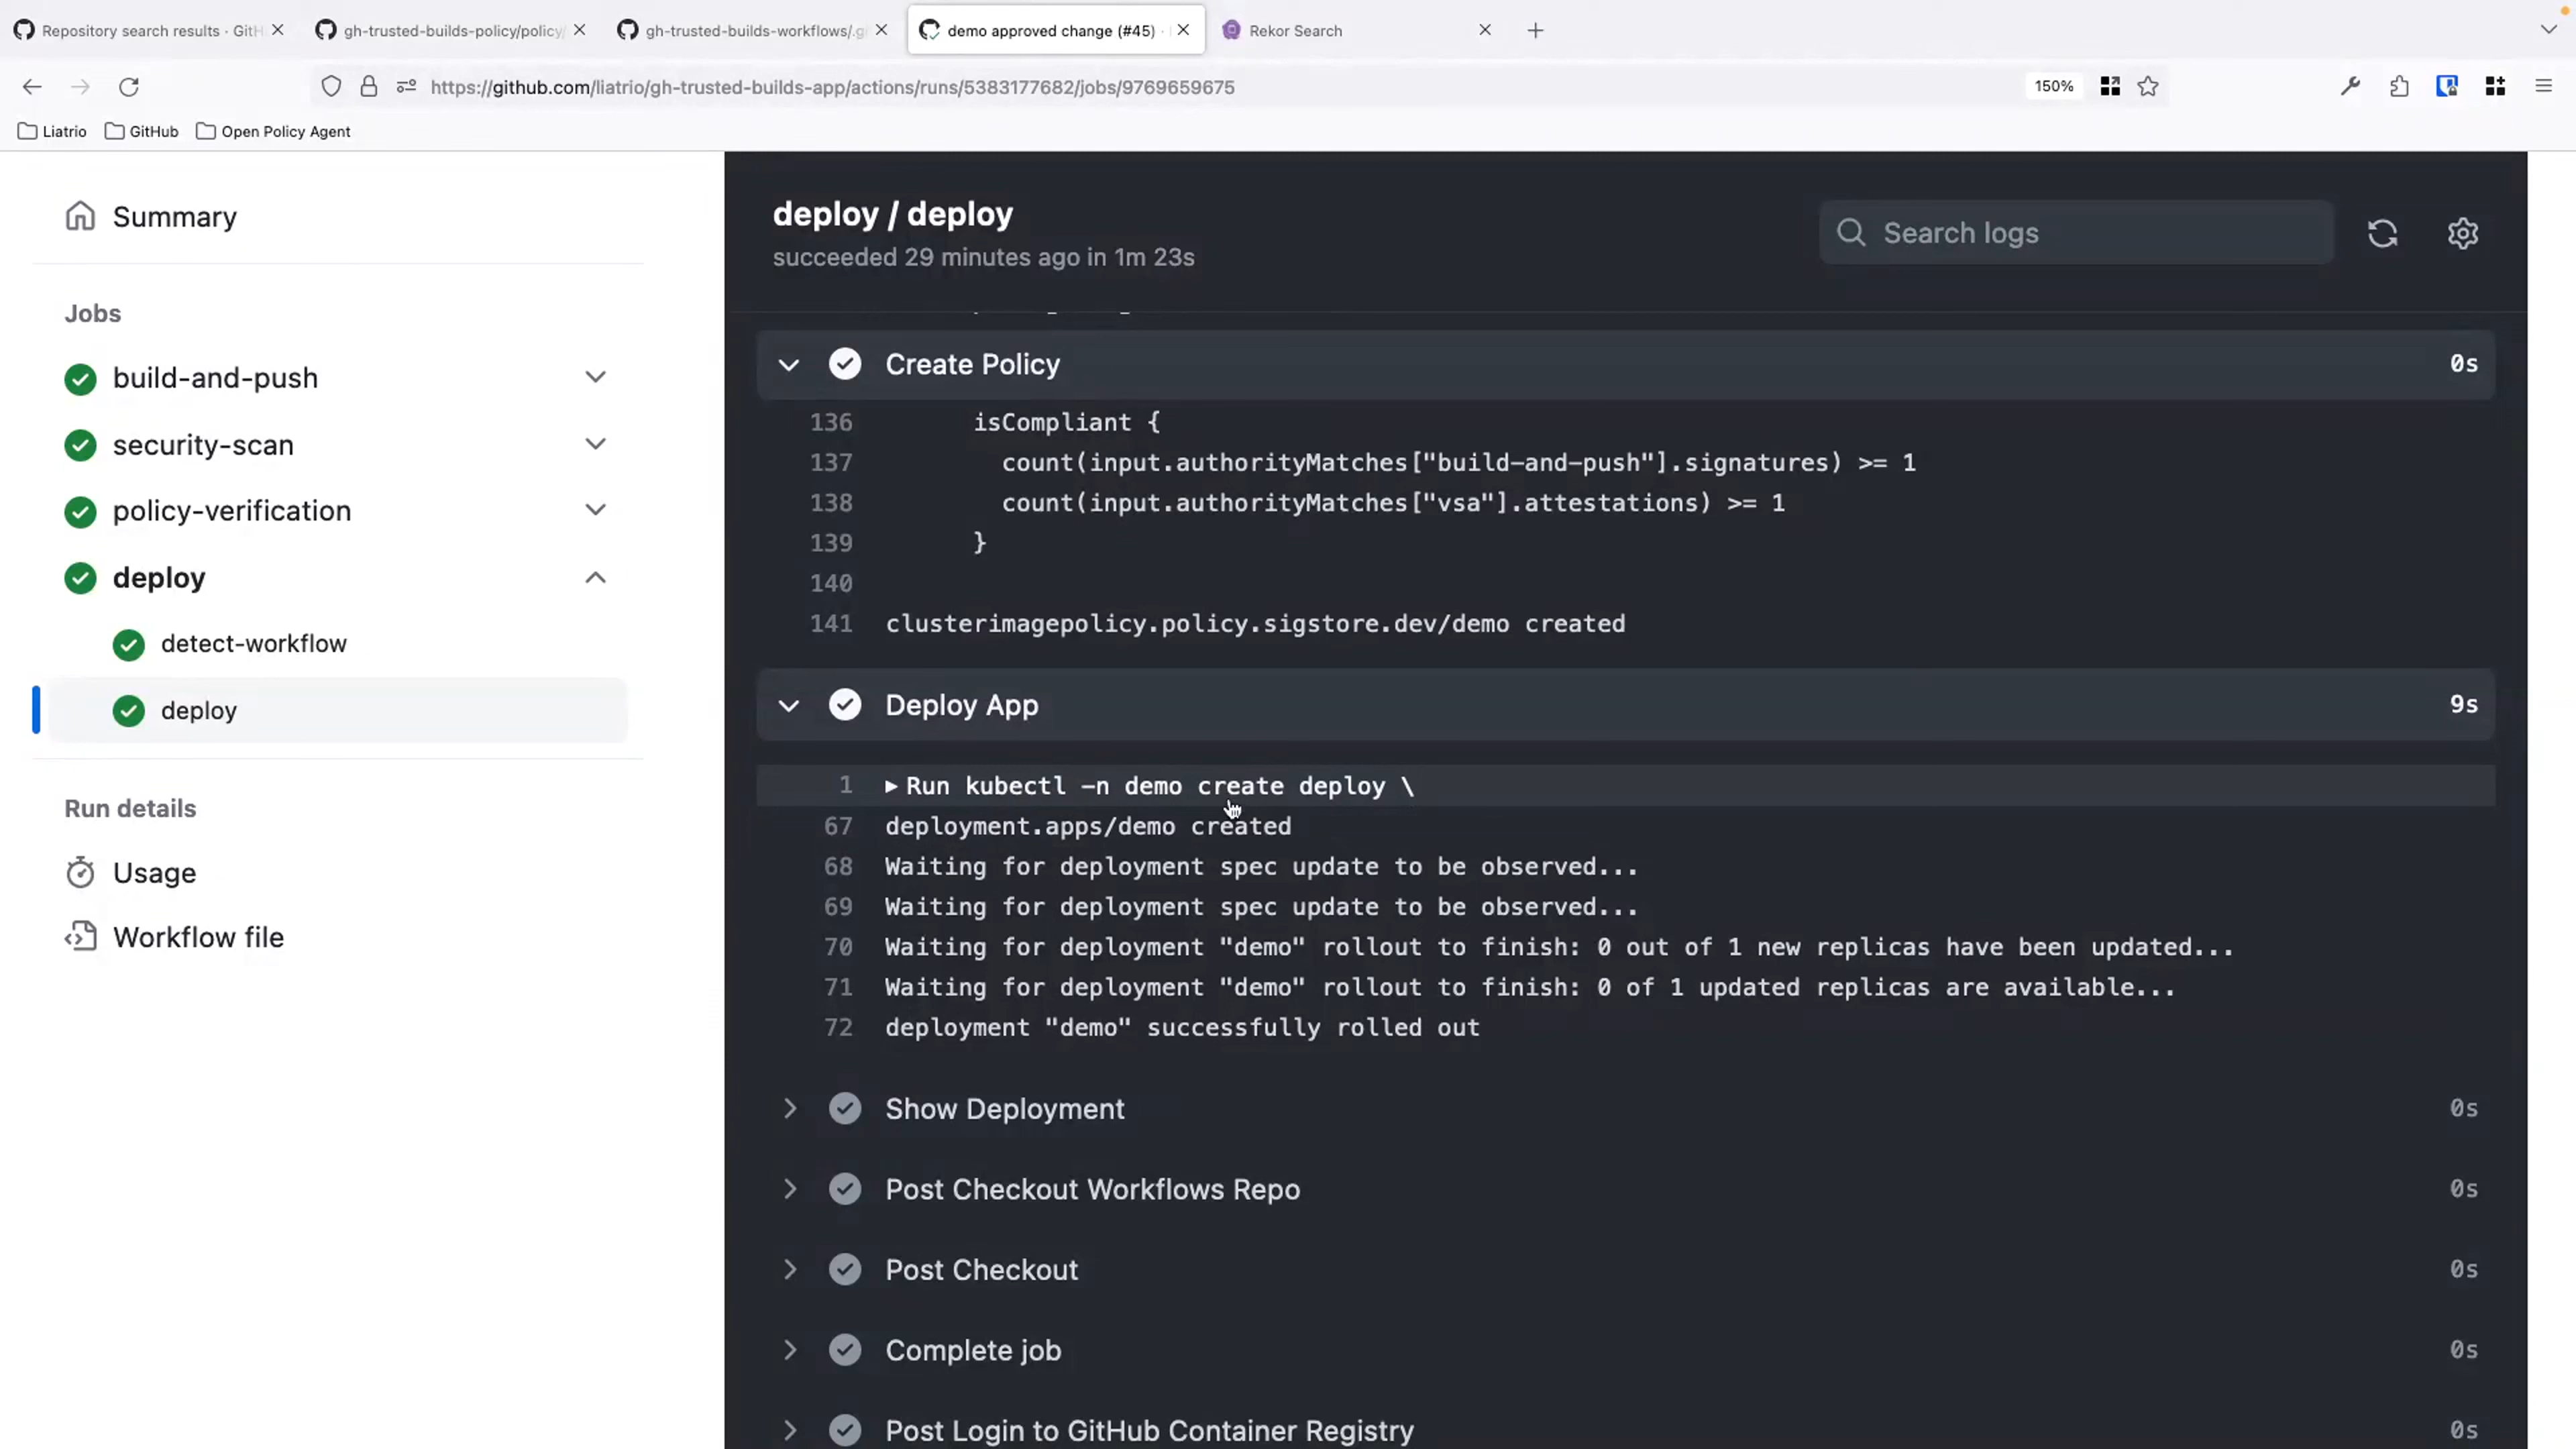 Repository search results · GitH
gh-trusted-builds-policy/policy/
gh-trusted-builds-workflows/.gi
demo approved change (#45) ·
Rekor Search
https://github.com/liatrio/gh-trusted-builds-app/actions/runs/5383177682/jobs/9769659675
150%
Liatrio
GitHub
Open Policy Agent
Summary
Jobs
build-and-push
security-scan
policy-verification
deploy
detect-workflow
deploy
Run details
Usage
Workflow file
deploy / deploy
succeeded 29 minutes ago in 1m 23s
Search logs
Create Policy 0s
136 isCompliant {
137 count(input.authorityMatches["build-and-push"].signatures) >= 1
138 count(input.authorityMatches["vsa"].attestations) >= 1
139 }
140
141 clusterimagepolicy.policy.sigstore.dev/demo created
Deploy App 9s
1 ▶ Run kubectl -n demo create deploy \
67 deployment.apps/demo created
68 Waiting for deployment spec update to be observed...
69 Waiting for deployment spec update to be observed...
70 Waiting for deployment "demo" rollout to finish: 0 out of 1 new replicas have been updated...
71 Waiting for deployment "demo" rollout to finish: 0 of 1 updated replicas are available...
72 deployment "demo" successfully rolled out
Show Deployment 0s
Post Checkout Workflows Repo 0s
Post Checkout 0s
Complete job 0s
Post Login to GitHub Container Registry 0s